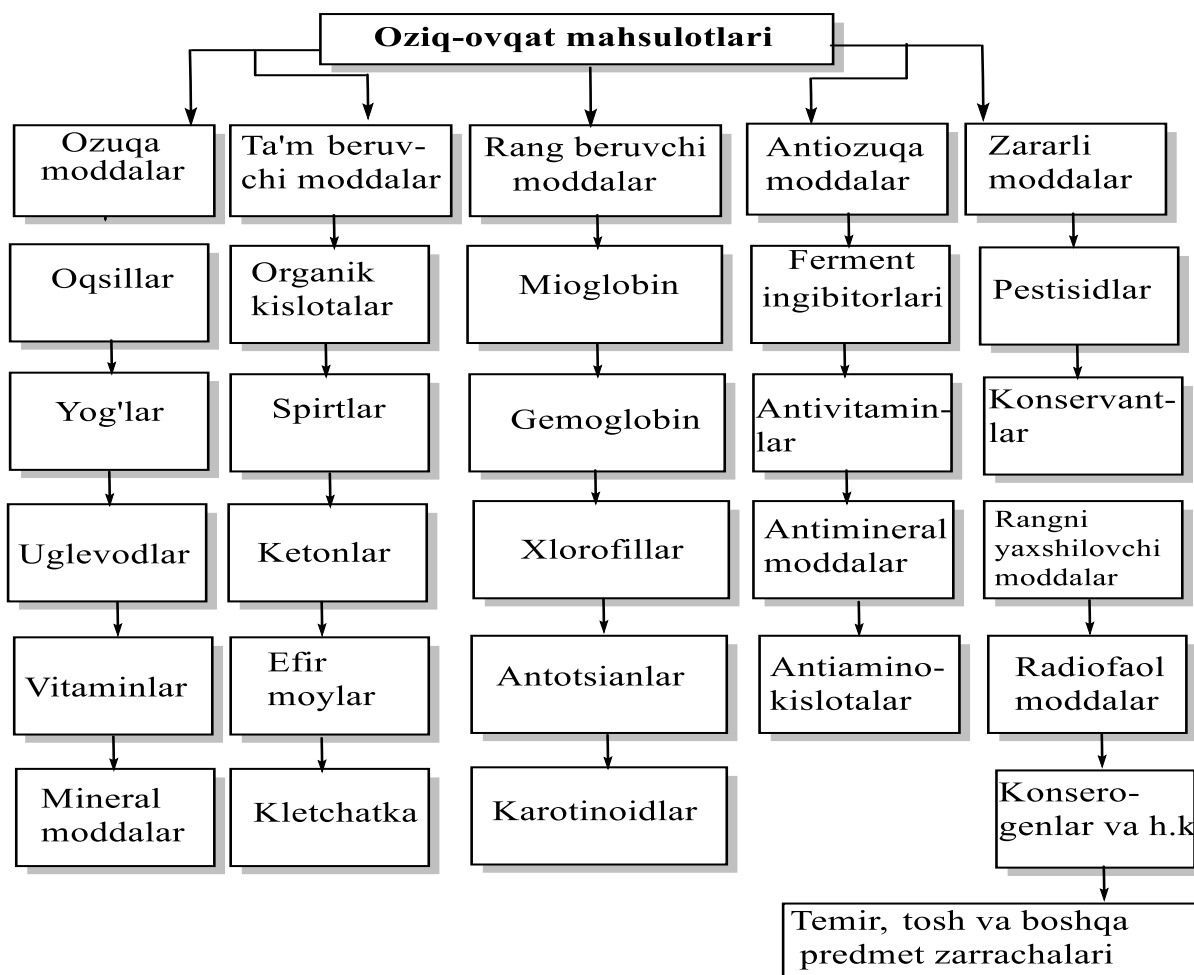 Oziq-ovqat mahsulotlari
Ozuqa
moddalar
Ta'm beruv-
chi moddalar
Rang beruvchi
moddalar
Antiozuqa
moddalar
Zararli
moddalar
Oqsillar
Organik
kislotalar
Mioglobin
Ferment
ingibitorlari
Pestisidlar
Yog'lar
Spirtlar
Gemoglobin
Antivitamin-
lar
Konservant-
lar
Uglevodlar
Ketonlar
Xlorofillar
Antimineral
moddalar
Rangni
yaxshilovchi
moddalar
Vitaminlar
Efir
moylar
Antotsianlar
Antiamino-
kislotalar
Radiofaol
moddalar
Mineral
moddalar
Kletchatka
Karotinoidlar
Konsero-
genlar va h.k
Temir, tosh va boshqa
predmet zarrachalari